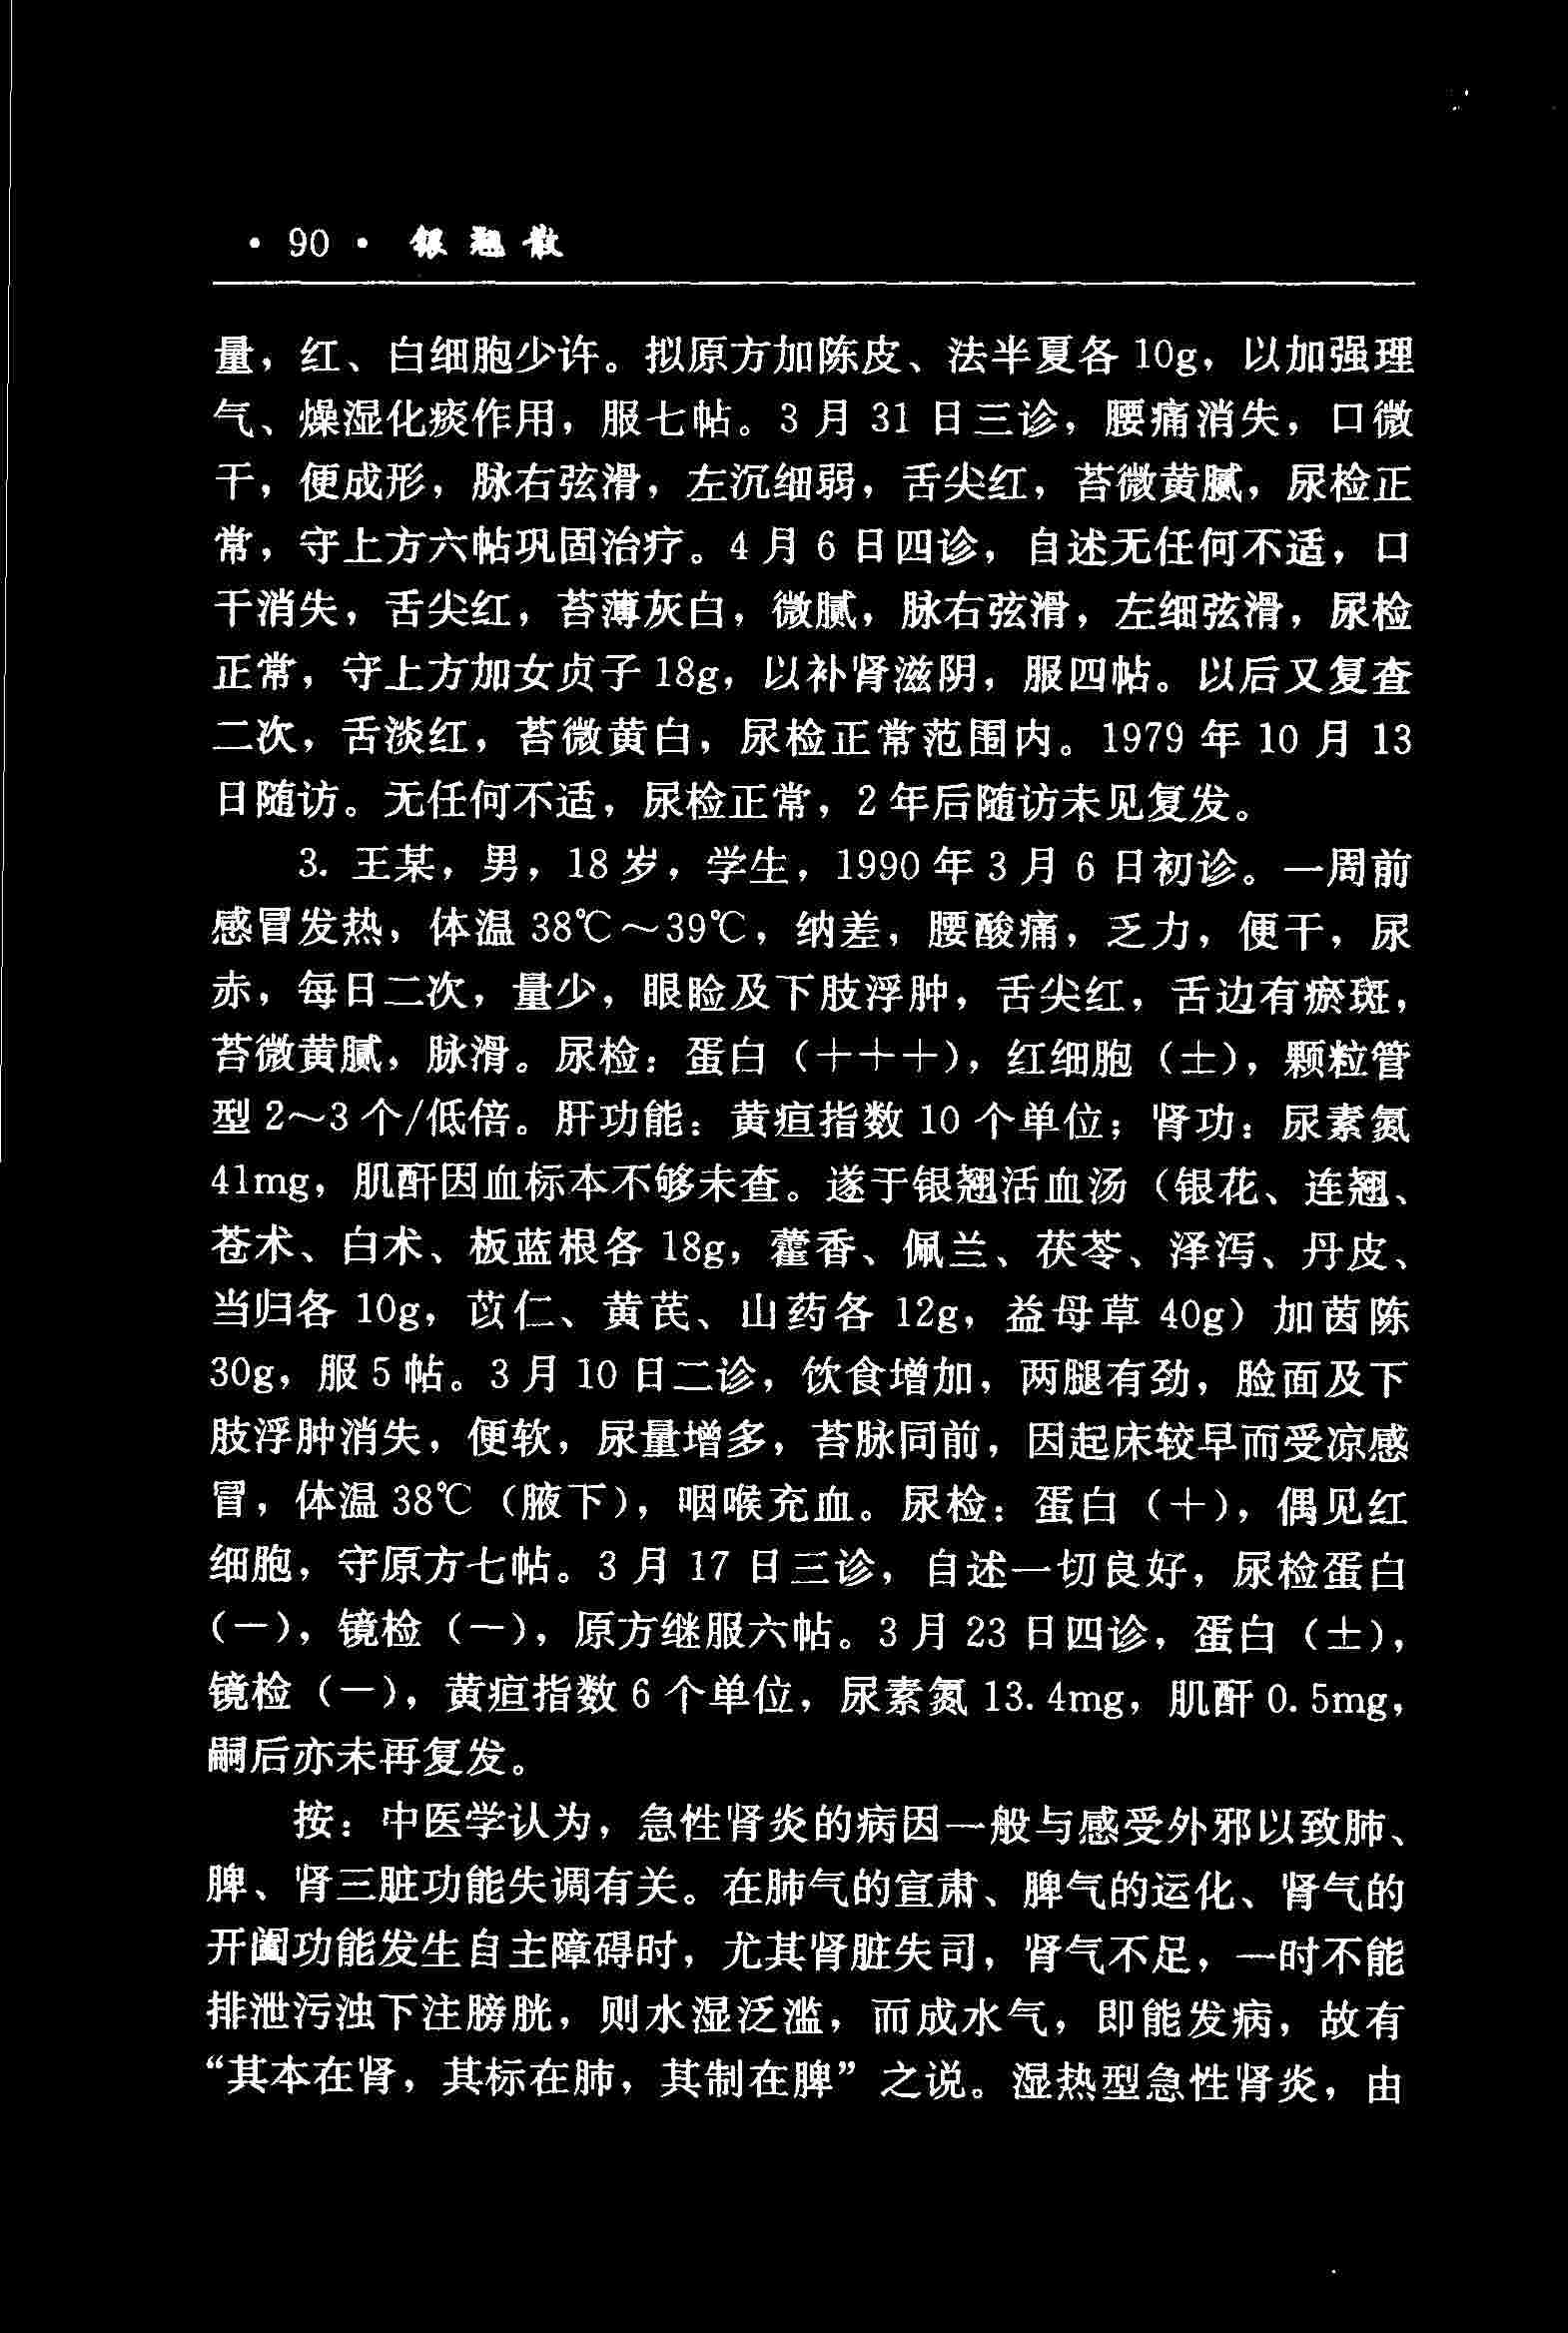 · 90 · 银翘散
量，红、白细胞少许。拟原方加陈皮、法半夏各 10g，以加强理
气、燥湿化痰作用，服七帖。3 月 31 日三诊，腰痛消失，口微
干，便成形，脉右弦滑，左沉细弱，舌尖红，苔微黄腻，尿检正
常，守上方六帖巩固治疗。4 月 6 日四诊，自述无任何不适，口
干消失，舌尖红，苔薄灰白，微腻，脉右弦滑，左细弦滑，尿检
正常，守上方加女贞子 18g，以补肾滋阴，服四帖。以后又复查
二次，舌淡红，苔微黄白，尿检正常范围内。1979 年 10 月 13
日随访。无任何不适，尿检正常，2 年后随访未见复发。
3. 王某，男，18 岁，学生，1990 年 3 月 6 日初诊。一周前
感冒发热，体温 38℃～39℃，纳差，腰酸痛，乏力，便干，尿
赤，每日二次，量少，眼睑及下肢浮肿，舌尖红，舌边有瘀斑，
苔微黄腻，脉滑。尿检：蛋白（＋＋＋），红细胞（±），颗粒管
型 2～3 个/低倍。肝功能：黄疸指数 10 个单位；肾功：尿素氮
41mg，肌酐因血标本不够未查。遂于银翘活血汤（银花、连翘、
苍术、白术、板蓝根各 18g，藿香、佩兰、茯苓、泽泻、丹皮、
当归各 10g，苡仁、黄芪、山药各 12g，益母草 40g）加茵陈
30g，服 5 帖。3 月 10 日二诊，饮食增加，两腿有劲，脸面及下
肢浮肿消失，便软，尿量增多，苔脉同前，因起床较早而受凉感
冒，体温 38℃（腋下），咽喉充血。尿检：蛋白（＋），偶见红
细胞，守原方七帖。3 月 17 日三诊，自述一切良好，尿检蛋白
（－），镜检（－），原方继服六帖。3 月 23 日四诊，蛋白（±），
镜检（－），黄疸指数 6 个单位，尿素氮 13.4mg，肌酐 0.5mg，
嗣后亦未再复发。
按：中医学认为，急性肾炎的病因一般与感受外邪以致肺、
脾、肾三脏功能失调有关。在肺气的宣肃、脾气的运化、肾气的
开阖功能发生自主障碍时，尤其肾脏失司，肾气不足，一时不能
排泄污浊下注膀胱，则水湿泛滥，而成水气，即能发病，故有
“其本在肾，其标在肺，其制在脾”之说。湿热型急性肾炎，由